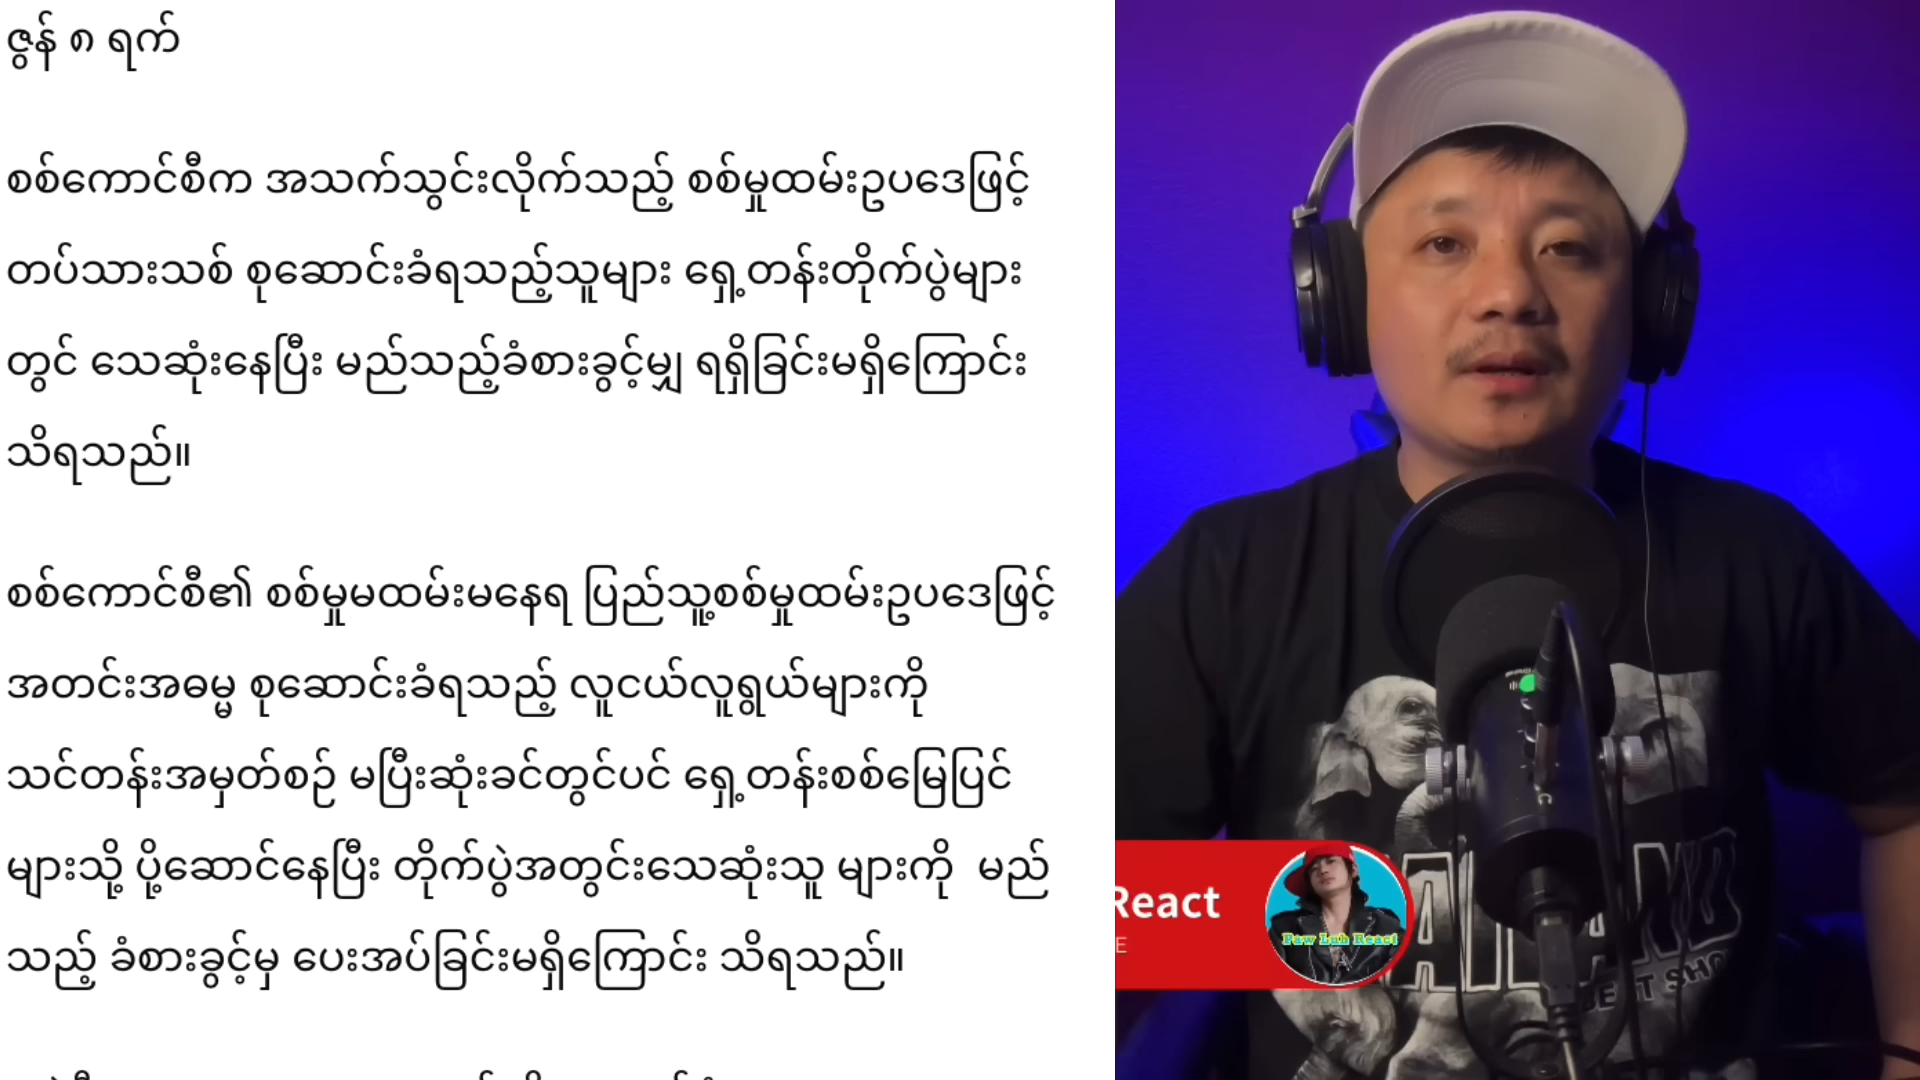 ဇွန် ၈ ရက်
စစ်ကောင်စီက အသက်သွင်းလိုက်သည့် စစ်မှုထမ်းဥပဒေဖြင့်
တပ်သားသစ် စုဆောင်းခံရသည့်သူများ ရှေ့တန်းတိုက်ပွဲများ
တွင် သေဆုံးနေပြီး မည်သည့်ခံစားခွင့်မျှ ရရှိခြင်းမရှိကြောင်း
သိရသည်။
စစ်ကောင်စီ၏ စစ်မှုမထမ်းမနေရ ပြည်သူ့စစ်မှုထမ်းဥပဒေဖြင့်
အတင်းအဓမ္မ စုဆောင်းခံရသည့် လူငယ်လူရွယ်များကို
သင်တန်းအမှတ်စဉ် မပြီးဆုံးခင်တွင်ပင် ရှေ့တန်းစစ်မြေပြင်
များသို့ ပို့ဆောင်နေပြီး တိုက်ပွဲအတွင်းသေဆုံးသူ များကို မည်
သည့် ခံစားခွင့်မှ ပေးအပ်ခြင်းမရှိကြောင်း သိရသည်။
React
Paw Luh React